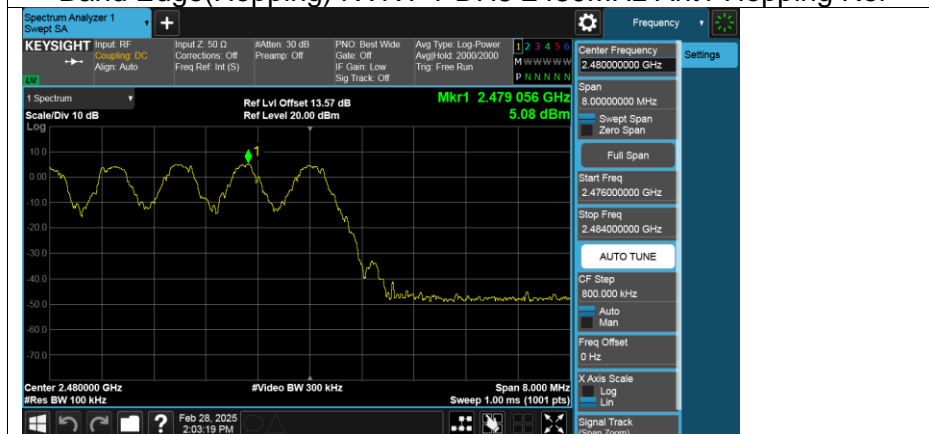 Spectrum Analyzer 1
Swept SA
+
Frequency
KEYSIGHT
Input: RF
Coupling: DC
Align: Auto
Input Z: 50 Ω
Corrections: Off
Freq Ref: Int (S)
#Atten: 30 dB
Preamp: Off
PNO: Best Wide
Gate: Off
IF Gain: Low
Sig Track: Off
Avg Type: Log-Power
Avg|Hold: 2000/2000
Trig: Free Run
1 2 3 4 5 6
M W W W W W
P N N N N N
LXI
1 Spectrum
Scale/Div 10 dB
Log
Ref Lvl Offset 13.57 dB
Ref Level 20.00 dBm
Mkr1 2.479 056 GHz
5.08 dBm
1
10.0
0.00
-10.0
-20.0
-30.0
-40.0
-50.0
-60.0
-70.0
Center 2.480000 GHz
#Res BW 100 kHz
#Video BW 300 kHz
Span 8.000 MHz
Sweep 1.00 ms (1001 pts)
?
Feb 28, 2025
2:03:19 PM
Center Frequency
2.480000000 GHz
Settings
Span
8.00000000 MHz
Swept Span
Zero Span
Full Span
Start Freq
2.476000000 GHz
Stop Freq
2.484000000 GHz
AUTO TUNE
CF Step
800.000 kHz
Auto
Man
Freq Offset
0 Hz
X Axis Scale
Log
Lin
Signal Track
(Span Zoom)